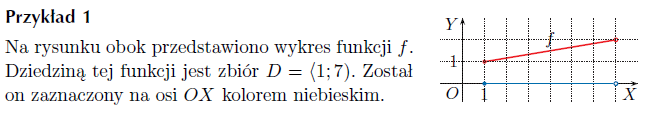 Przykład 1
Na rysunku obok przedstawiono wykres funkcji f.
Dziedziną tej funkcji jest zbiór D = ⟨1; 7). Został
on zaznaczony na osi OX kolorem niebieskim.
Y
f
1
O
1
X